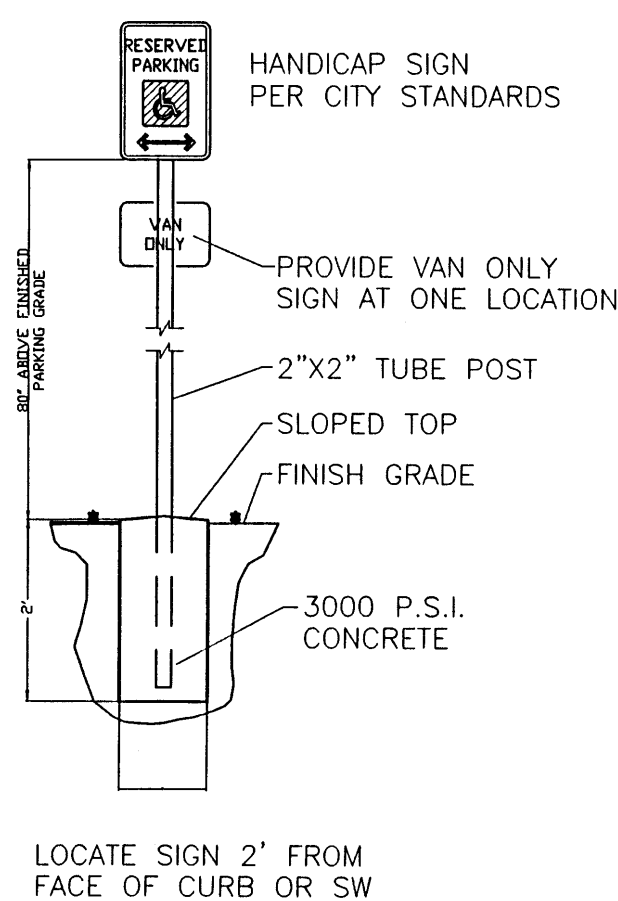 RESERVED
PARKING
HANDICAP SIGN
PER CITY STANDARDS
VAN
ONLY
PROVIDE VAN ONLY
SIGN AT ONE LOCATION
80" ABOVE FINISHED
PARKING GRADE
2"X2" TUBE POST
SLOPED TOP
FINISH GRADE
2'
3000 P.S.I.
CONCRETE
LOCATE SIGN 2' FROM
FACE OF CURB OR SW